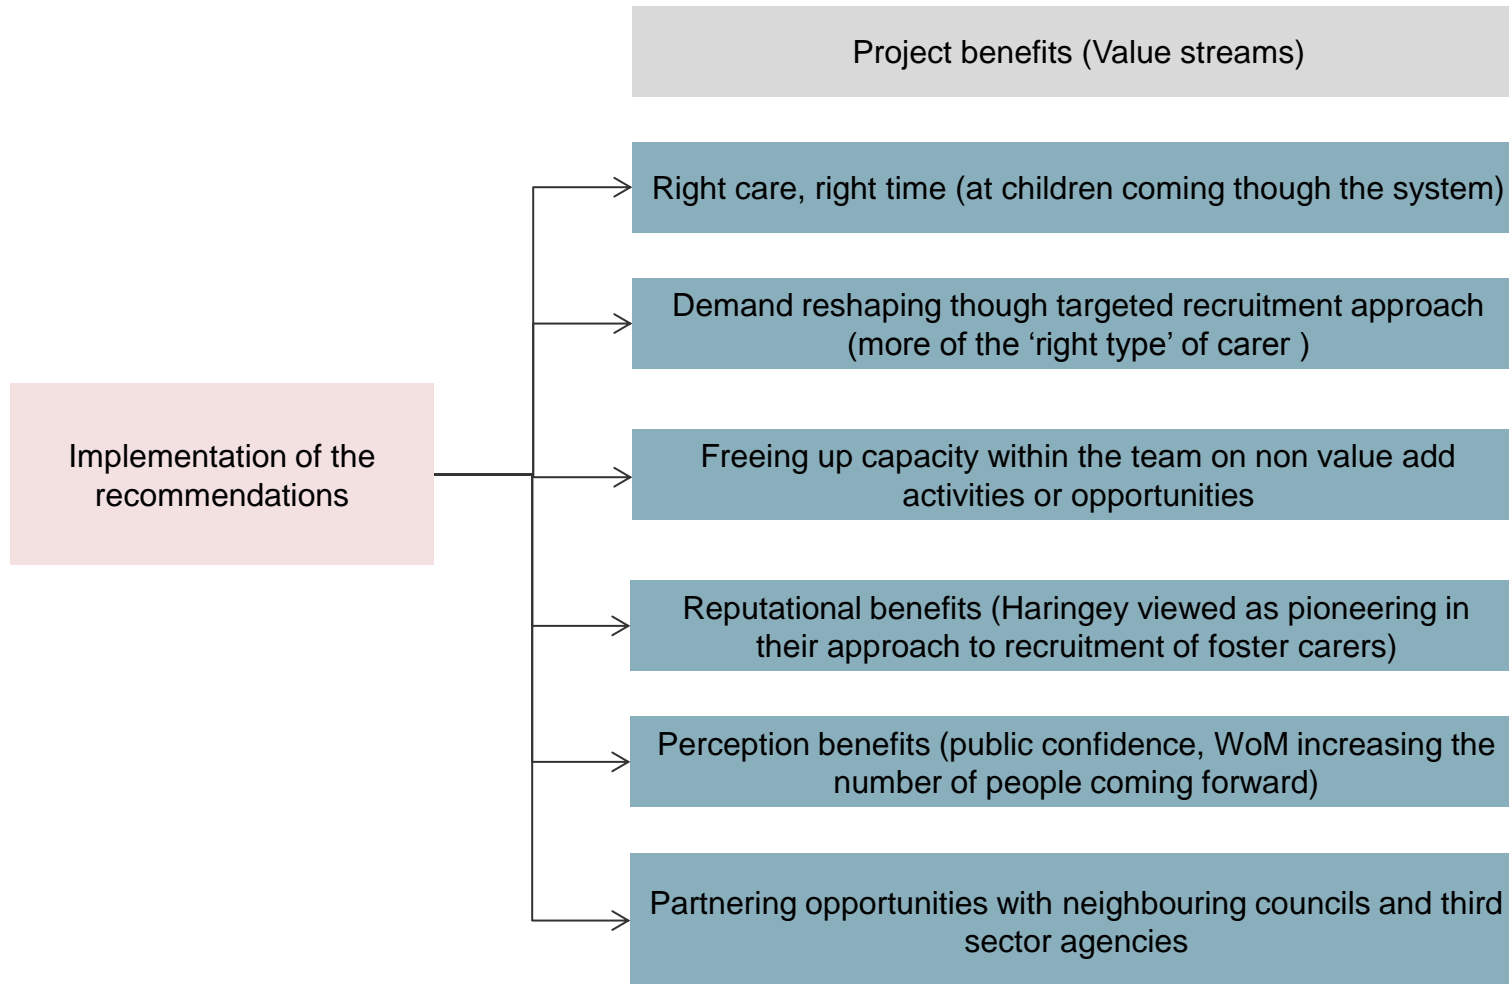 Project benefits (Value streams)
Right care, right time (at children coming though the system)
Demand reshaping though targeted recruitment approach
(more of the ‘right type’ of carer )
Implementation of the
recommendations
Freeing up capacity within the team on non value add
activities or opportunities
Reputational benefits (Haringey viewed as pioneering in
their approach to recruitment of foster carers)
Perception benefits (public confidence, WoM increasing the
number of people coming forward)
Partnering opportunities with neighbouring councils and third
sector agencies